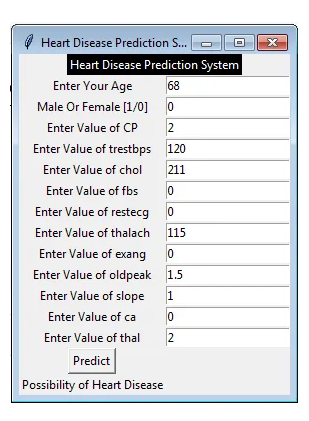 Heart Disease Prediction S...
Heart Disease Prediction System
Enter Your Age 68
Male Or Female [1/0] 0
Enter Value of CP 2
Enter Value of trestbps 120
Enter Value of chol 211
Enter Value of fbs 0
Enter Value of restecg 0
Enter Value of thalach 115
Enter Value of exang 0
Enter Value of oldpeak 1.5
Enter Value of slope 1
Enter Value of ca 0
Enter Value of thal 2
Predict
Possibility of Heart Disease